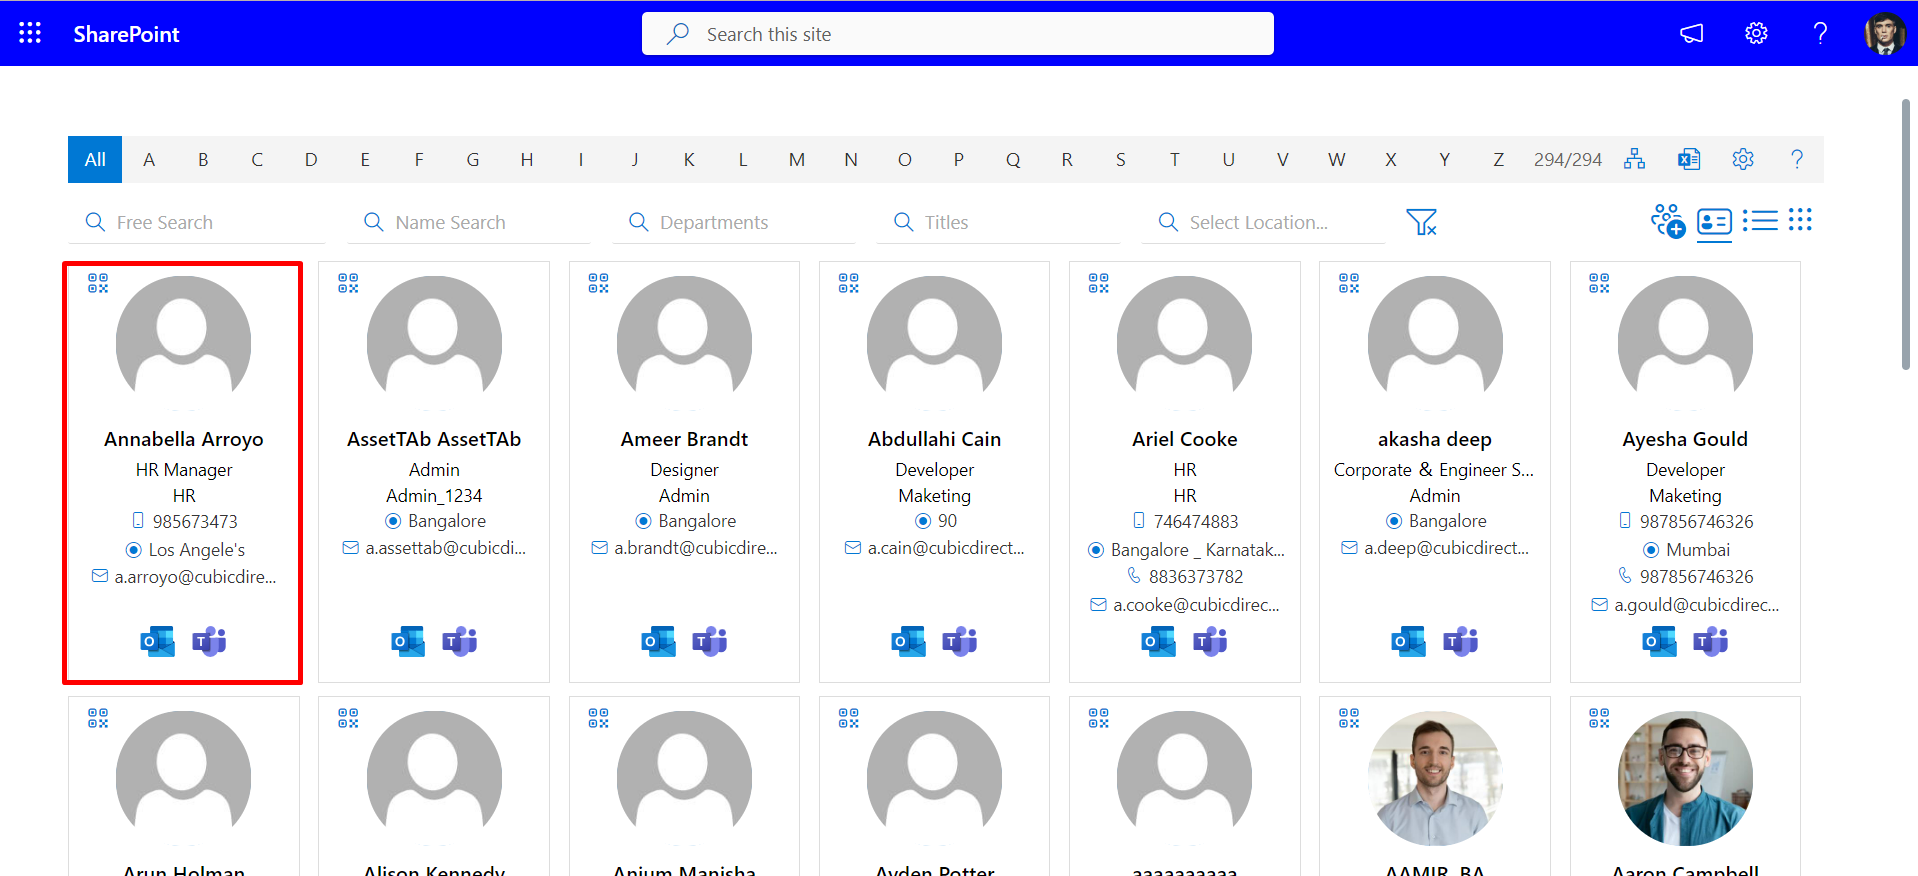 SharePoint
Search this site
All A B C D E F G H I J K L M N O P Q R S T U V W X Y Z 294/294
Free Search
Name Search
Departments
Titles
Select Location...
Annabella Arroyo
HR Manager
HR
985673473
Los Angele's
a.arroyo@cubicdire...
AssetTAb AssetTAb
Admin
Admin_1234
Bangalore
a.assettab@cubicdi...
Ameer Brandt
Designer
Admin
Bangalore
a.brandt@cubicdire...
Abdullahi Cain
Developer
Maketing
90
a.cain@cubicdirect...
Ariel Cooke
HR
HR
746474883
Bangalore _ Karnatak...
8836373782
a.cooke@cubicdirec...
akasha deep
Corporate & Engineer S...
Admin
Bangalore
a.deep@cubicdirect...
Ayesha Gould
Developer
Maketing
987856746326
Mumbai
987856746326
a.gould@cubicdirec...
Arun Holman
Alison Kennedy
Anjum Manisha
Ayden Potter
aaaaaaaaaa
AAMIR BA
Aaron Campbell